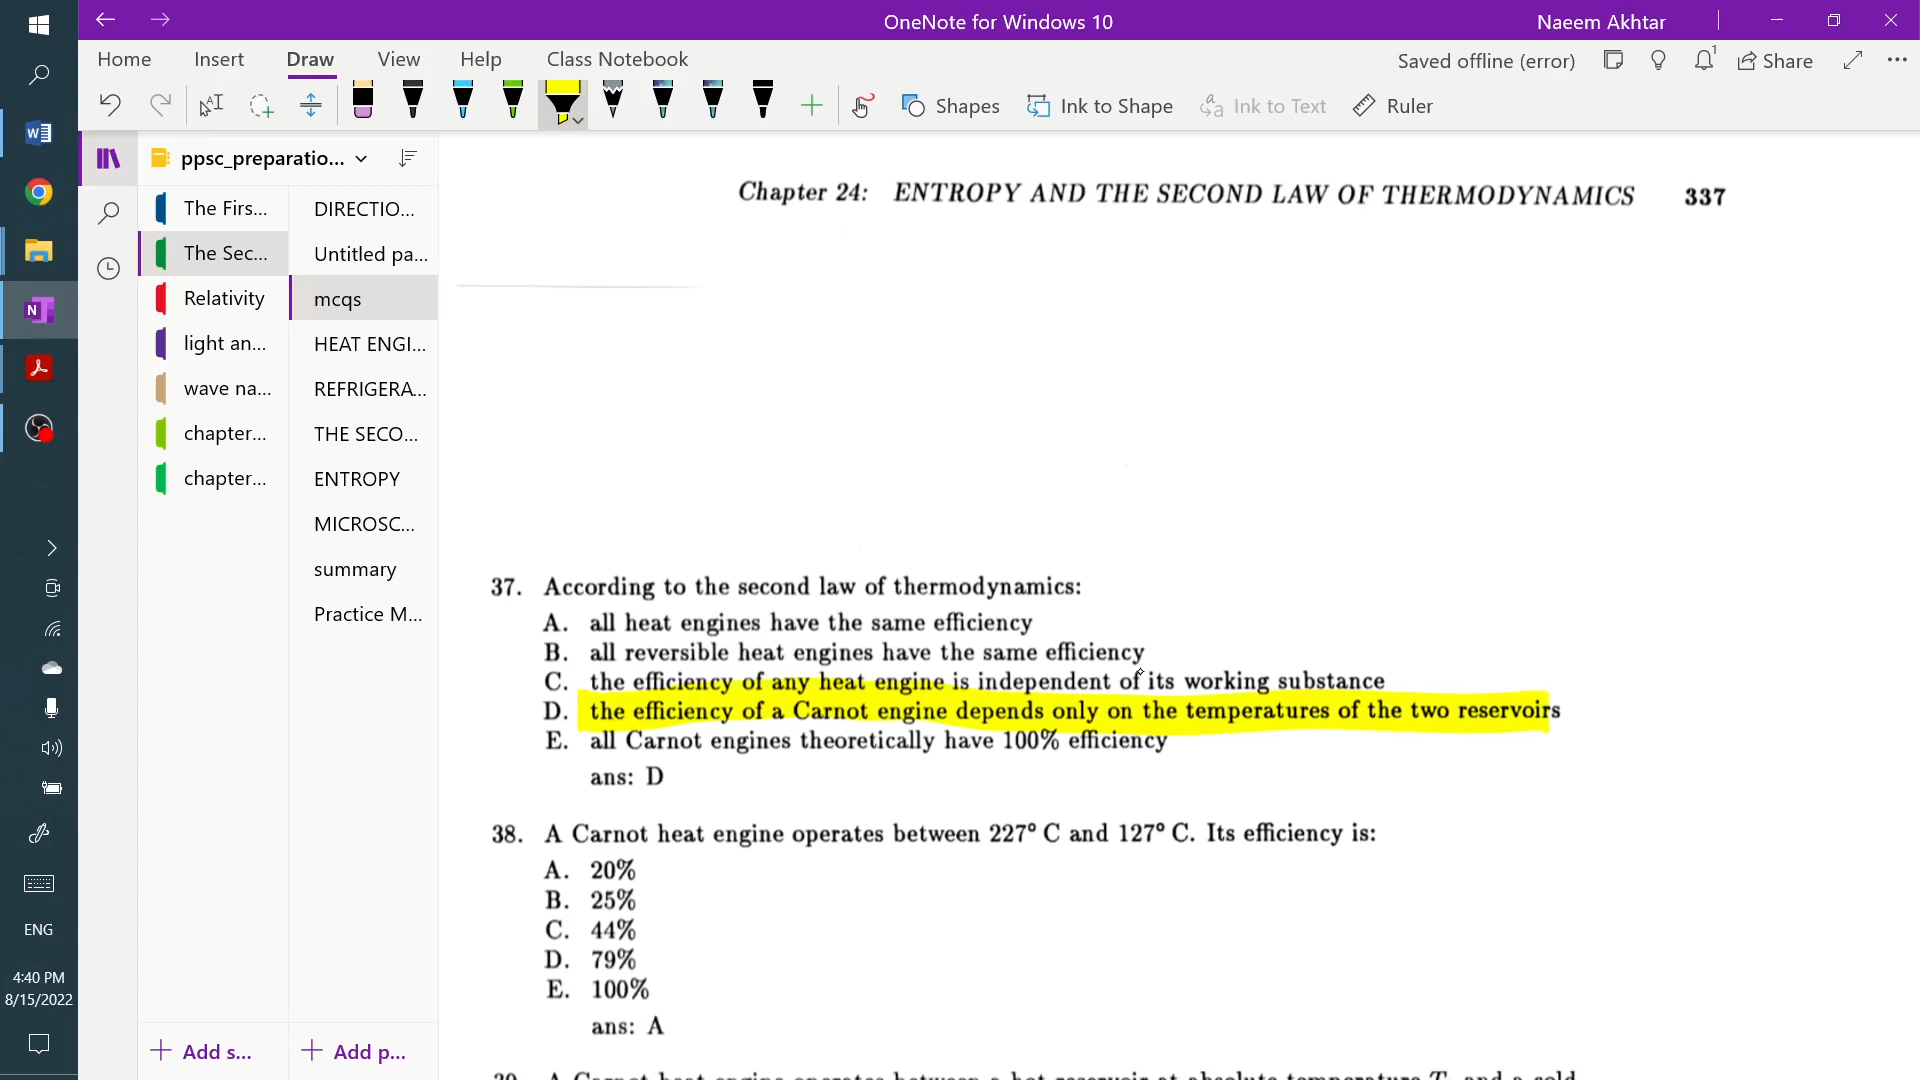 OneNote for Windows 10
Naeem Akhtar
Home Insert Draw View Help Class Notebook
Saved offline (error)
1
Share
Shapes
Ink to Shape
Ink to Text
Ruler
ppsc_preparatio...
The Firs...
The Sec...
Relativity
light an...
wave na...
chapter...
chapter...
Add s...
DIRECTIO...
Untitled pa...
mcqs
HEAT ENGI...
REFRIGERA...
THE SECO...
ENTROPY
MICROSC...
summary
Practice M...
Add p...
Chapter 24: ENTROPY AND THE SECOND LAW OF THERMODYNAMICS 337
37. According to the second law of thermodynamics:
A. all heat engines have the same efficiency
B. all reversible heat engines have the same efficiency
C. the efficiency of any heat engine is independent of its working substance
D. the efficiency of a Carnot engine depends only on the temperatures of the two reservoirs
E. all Carnot engines theoretically have 100% efficiency
ans: D
38. A Carnot heat engine operates between 227° C and 127° C. Its efficiency is:
A. 20%
B. 25%
C. 44%
D. 79%
E. 100%
ans: A
ENG
4:40 PM
8/15/2022